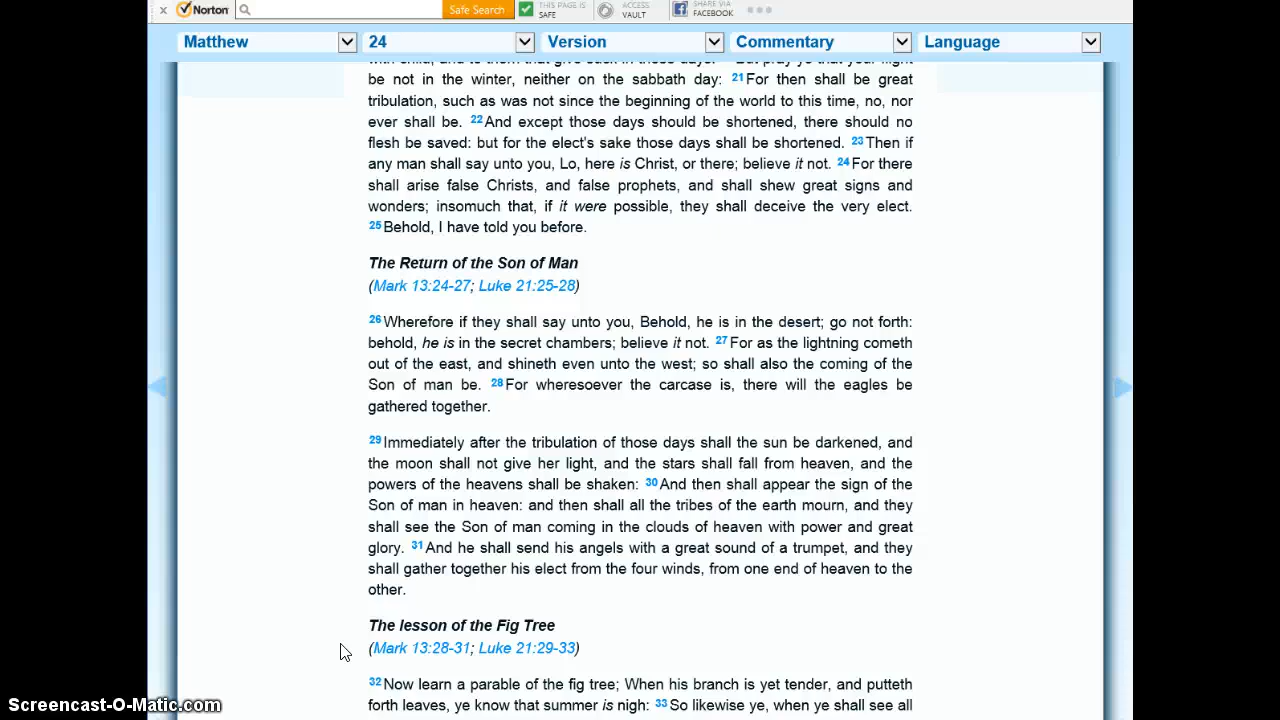 Norton
Safe Search
THIS PAGE IS
SAFE
ACCESS
VAULT
SHARE VIA
FACEBOOK
Matthew 24 Version Commentary Language
with child, and to them that give suck in those days! But pray ye that your flight
be not in the winter, neither on the sabbath day: 21 For then shall be great
tribulation, such as was not since the beginning of the world to this time, no, nor
ever shall be. 22 And except those days should be shortened, there should no
flesh be saved: but for the elect's sake those days shall be shortened. 23 Then if
any man shall say unto you, Lo, here is Christ, or there; believe it not. 24 For there
shall arise false Christs, and false prophets, and shall shew great signs and
wonders; insomuch that, if it were possible, they shall deceive the very elect.
25 Behold, I have told you before.
The Return of the Son of Man
(Mark 13:24-27; Luke 21:25-28)
26 Wherefore if they shall say unto you, Behold, he is in the desert; go not forth:
behold, he is in the secret chambers; believe it not. 27 For as the lightning cometh
out of the east, and shineth even unto the west; so shall also the coming of the
Son of man be. 28 For wheresoever the carcase is, there will the eagles be
gathered together.
29 Immediately after the tribulation of those days shall the sun be darkened, and
the moon shall not give her light, and the stars shall fall from heaven, and the
powers of the heavens shall be shaken: 30 And then shall appear the sign of the
Son of man in heaven: and then shall all the tribes of the earth mourn, and they
shall see the Son of man coming in the clouds of heaven with power and great
glory. 31 And he shall send his angels with a great sound of a trumpet, and they
shall gather together his elect from the four winds, from one end of heaven to the
other.
The lesson of the Fig Tree
(Mark 13:28-31; Luke 21:29-33)
32 Now learn a parable of the fig tree; When his branch is yet tender, and putteth
forth leaves, ye know that summer is nigh: 33 So likewise ye, when ye shall see all
Screencast-O-Matic.com